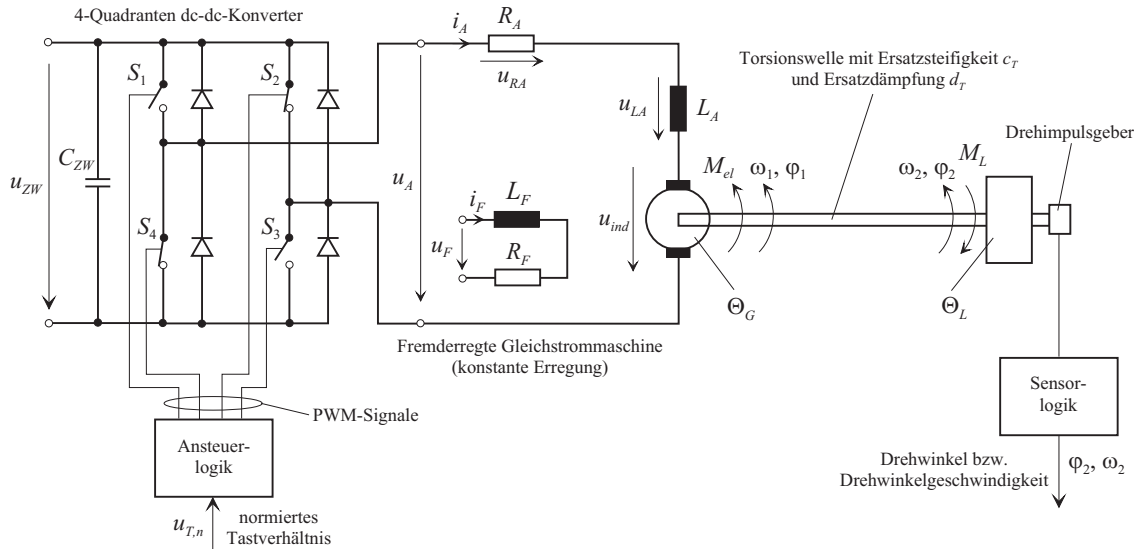 4-Quadranten dc-dc-Konverter
i_A
R_A
u_RA
S_1
S_2
Torsionswelle mit Ersatzsteifigkeit c_T
und Ersatzdämpfung d_T
u_LA
L_A
Drehimpulsgeber
C_ZW
u_ZW
u_A
M_el
ω_1, φ_1
ω_2, φ_2
M_L
i_F
L_F
u_F
R_F
u_ind
S_4
S_3
Θ_G
Θ_L
Fremderregte Gleichstrommaschine
(konstante Erregung)
PWM-Signale
Ansteuer-
logik
Sensor-
logik
Drehwinkel bzw.
Drehwinkelgeschwindigkeit
φ_2, ω_2
u_T,n
normiertes
Tastverhältnis